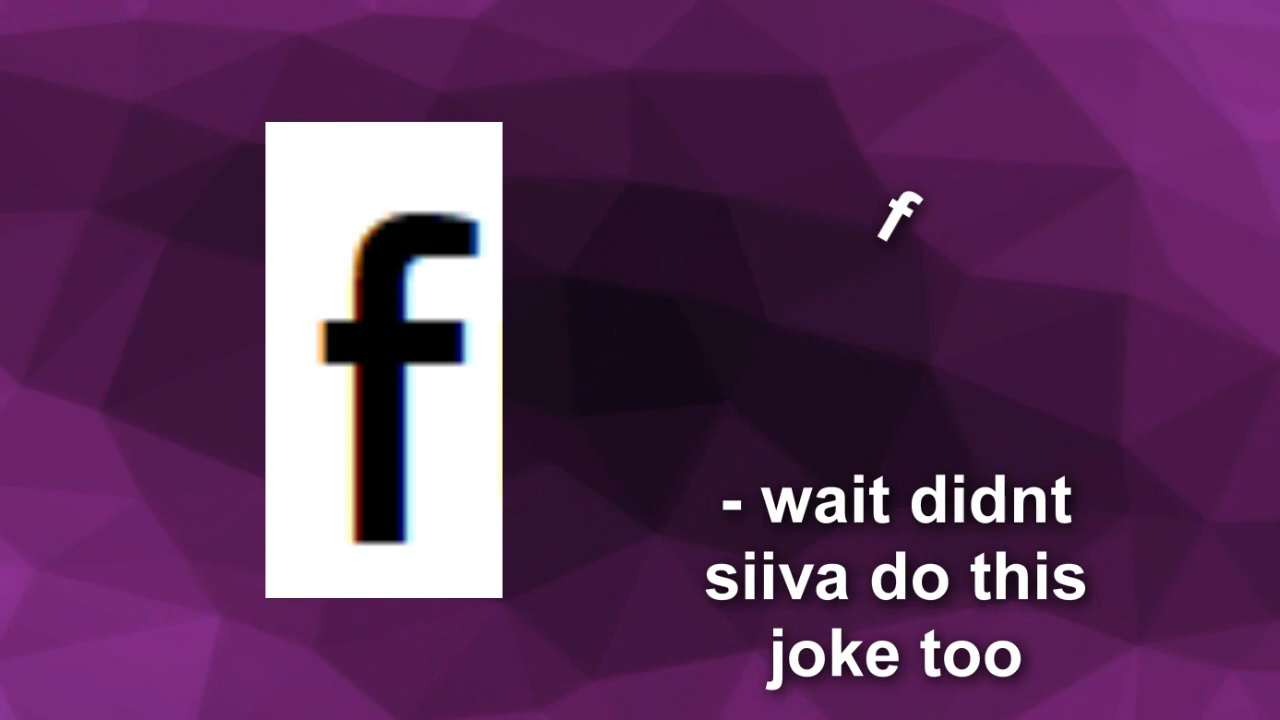 f
f
- wait didnt
siiva do this
joke too